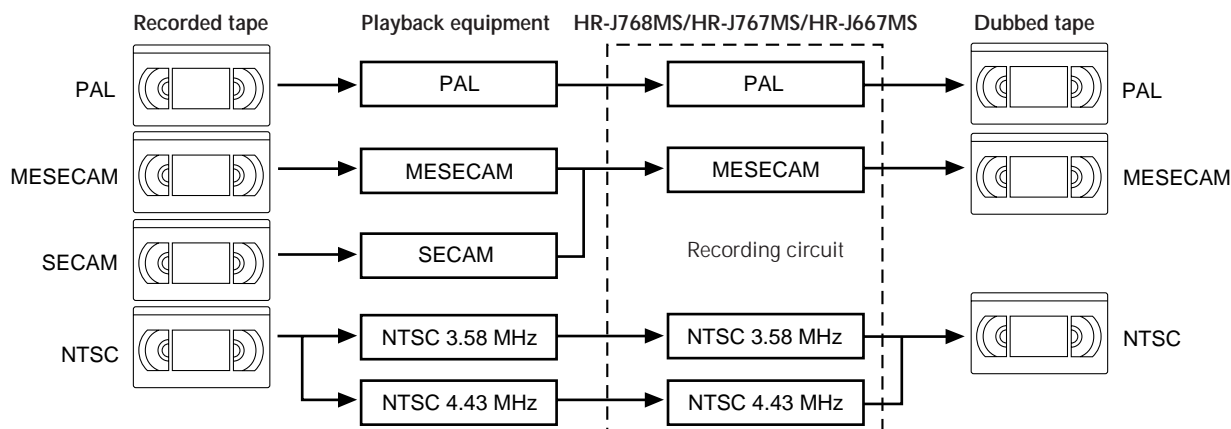 Recorded tape Playback equipment HR-J768MS/HR-J767MS/HR-J667MS Dubbed tape
PAL PAL PAL PAL
MESECAM MESECAM MESECAM MESECAM
SECAM SECAM Recording circuit
NTSC NTSC 3.58 MHz NTSC 3.58 MHz NTSC
NTSC 4.43 MHz NTSC 4.43 MHz